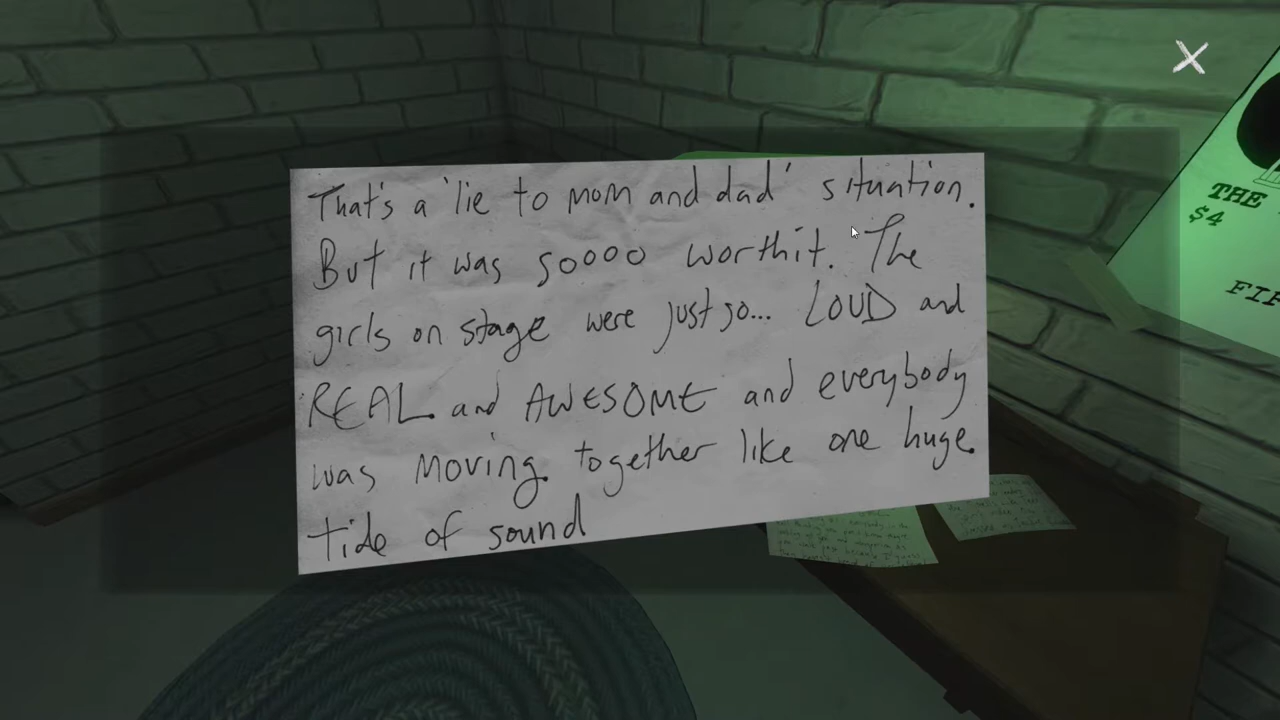 That's a 'lie to mom and dad' situation.
But it was soooo worthit. The
girls on stage were just so... LOUD and
REAL and AWESOME and everybody
was moving together like one huge
tide of sound
THE
$4